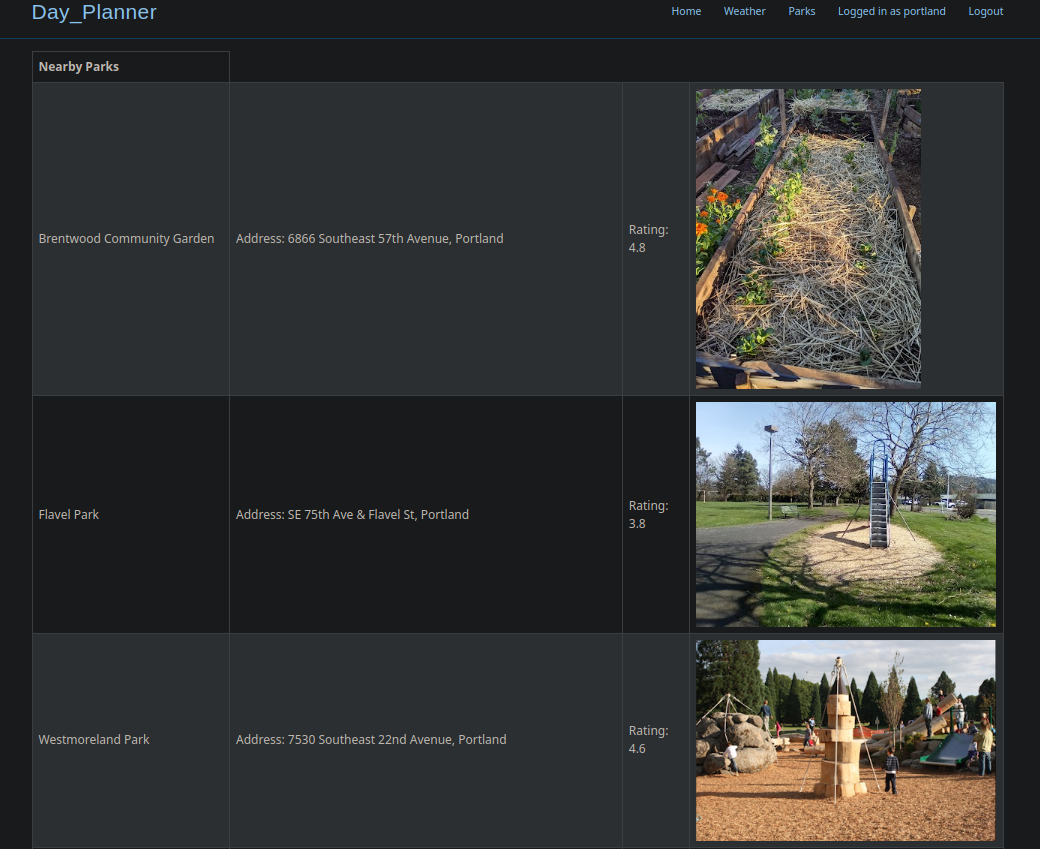 Day_Planner
Home Weather Parks Logged in as portland Logout
Nearby Parks
Brentwood Community Garden
Address: 6866 Southeast 57th Avenue, Portland
Rating:
4.8
Flavel Park
Address: SE 75th Ave & Flavel St, Portland
Rating:
3.8
Westmoreland Park
Address: 7530 Southeast 22nd Avenue, Portland
Rating:
4.6